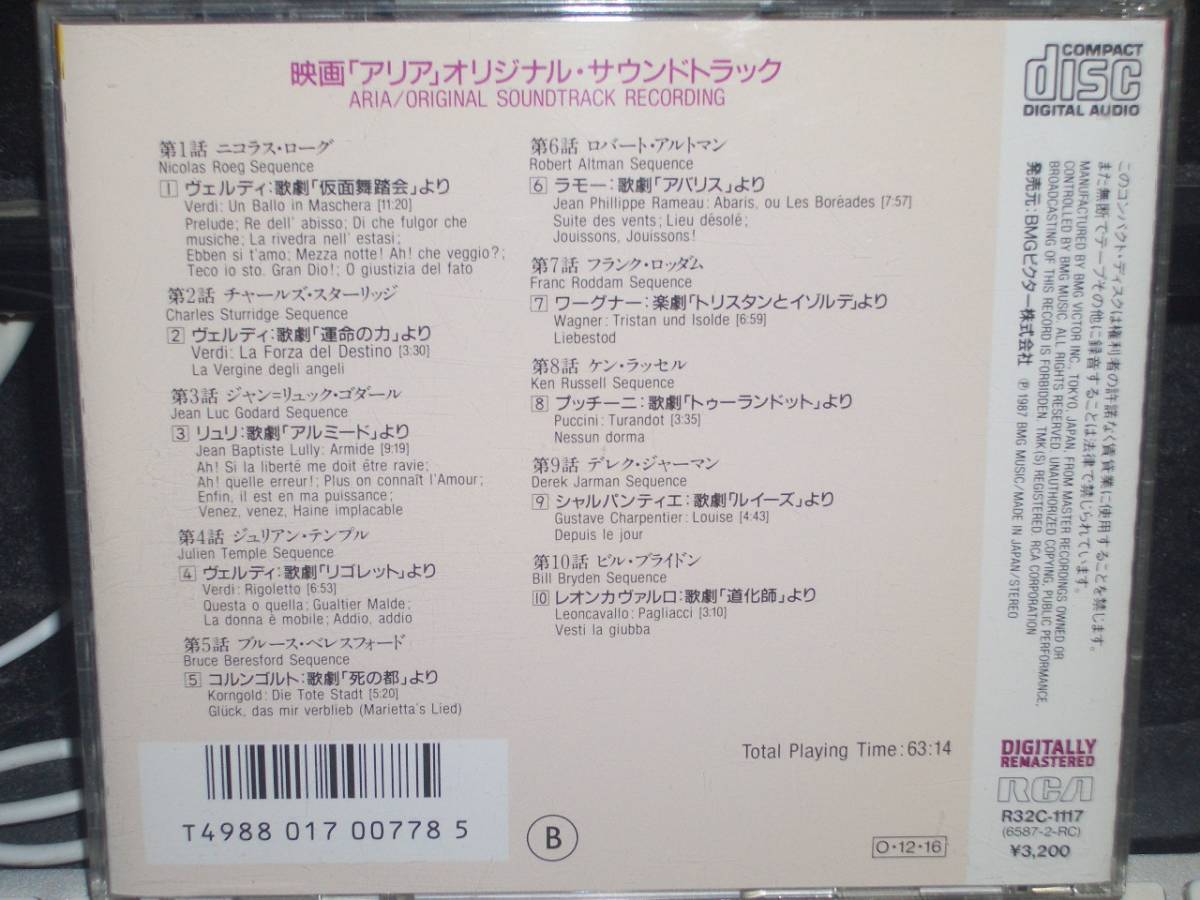 映画「アリア」オリジナル・サウンドトラック
ARIA/ORIGINAL SOUNDTRACK RECORDING
第1話 ニコラス・ローグ
Nicolas Roeg Sequence
1 ヴェルディ:歌劇「仮面舞踏会」より
Verdi: Un Ballo in Maschera [11:20]
Prelude; Re dell' abisso; Di che fulgor che
musiche; La rivedra nell' estasi;
Ebben si t'amo; Mezza notte! Ah! che veggio?;
Teco io sto. Gran Dio!; O giustizia del fato
第2話 チャールズ・スターリッジ
Charles Sturridge Sequence
2 ヴェルディ:歌劇「運命の力」より
Verdi: La Forza del Destino [3:30]
La Vergine degli angeli
第3話 ジャン=リュック・ゴダール
Jean Luc Godard Sequence
3 リュリ:歌劇「アルミード」より
Jean Baptiste Lully: Armide [9:19]
Ah! Si la liberté me doit être ravie;
Ah! quelle erreur!; Plus on connaît l'Amour;
Enfin, il est en ma puissance;
Venez, venez, Haine implacable
第4話 ジュリアン・テンプル
Julien Temple Sequence
4 ヴェルディ:歌劇「リゴレット」より
Verdi: Rigoletto [6:53]
Questa o quella; Gualtier Malde;
La donna è mobile; Addio, addio
第5話 ブルース・ベレスフォード
Bruce Beresford Sequence
5 コルンゴルト:歌劇「死の都」より
Korngold: Die Tote Stadt [5:20]
Glück, das mir verblieb (Marietta's Lied)
第6話 ロバート・アルトマン
Robert Altman Sequence
6 ラモー:歌劇「アバリス」より
Jean Phillippe Rameau: Abaris, ou Les Boréades [7:57]
Suite des vents; Lieu désolé;
Jouissons, Jouissons!
第7話 フランク・ロッダム
Franc Roddam Sequence
7 ワーグナー:楽劇「トリスタンとイゾルデ」より
Wagner: Tristan und Isolde [6:59]
Liebestod
第8話 ケン・ラッセル
Ken Russell Sequence
8 プッチーニ:歌劇「トゥーランドット」より
Puccini: Turandot [3:35]
Nessun dorma
第9話 デレク・ジャーマン
Derek Jarman Sequence
9 シャルパンティエ:歌劇「ルイーズ」より
Gustave Charpentier: Louise [4:43]
Depuis le jour
第10話 ビル・ブライドン
Bill Bryden Sequence
10 レオンカヴァルロ:歌劇「道化師」より
Leoncavallo: Pagliacci [3:10]
Vesti la giubba
Total Playing Time: 63:14
T4988 017 00778 5
B
O・12・16
COMPACT
disc
DIGITAL AUDIO
このコンパクト・ディスクは権利者の許諾なく賃貸業に使用することを禁じます。
また無断でテープその他に録音することは法律で禁じられています。
MANUFACTURED BY BMG VICTOR INC., TOKYO, JAPAN, FROM MASTER RECORDINGS OWNED OR
CONTROLLED BY BMG MUSIC. ALL RIGHTS RESERVED. UNAUTHORIZED COPYING, PUBLIC PERFORMANCE,
BROADCASTING OF THIS RECORD IS FORBIDDEN. TMK(S) REGISTERED. RCA CORPORATION
発売元:BMGビクター株式会社 ℗ 1987 BMG MUSIC/MADE IN JAPAN/STEREO
DIGITALLY
REMASTERED
RCA
R32C-1117
(6587-2-RC)
¥3,200